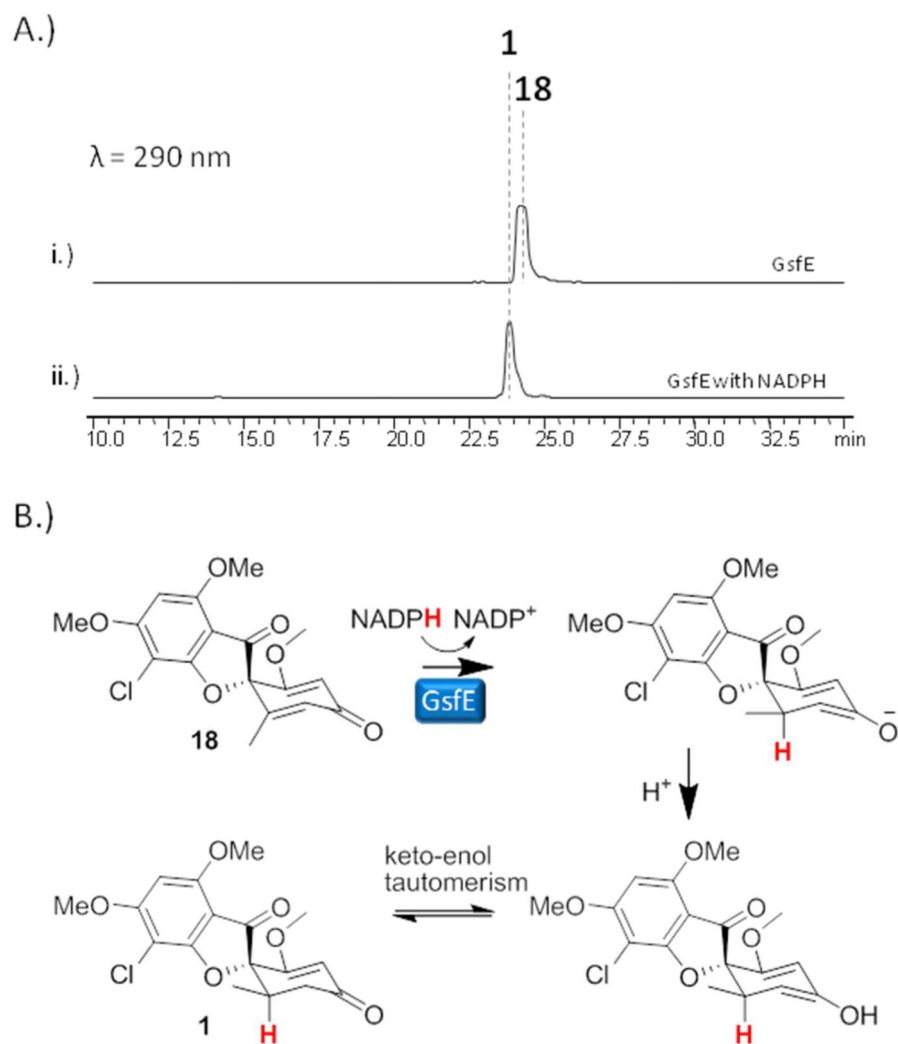 A.)
1
18
λ = 290 nm
i.)
GsfE
ii.)
GsfE with NADPH
10.0 12.5 15.0 17.5 20.0 22.5 25.0 27.5 30.0 32.5 min
B.)
OMe
MeO
O
O
Cl
O
O
18
NADPH NADP+
GsfE
OMe
MeO
O
O
Cl
O
O−
H
H+
OMe
MeO
O
O
Cl
O
O
1
H
keto-enol
tautomerism
OMe
MeO
O
O
Cl
O
OH
H